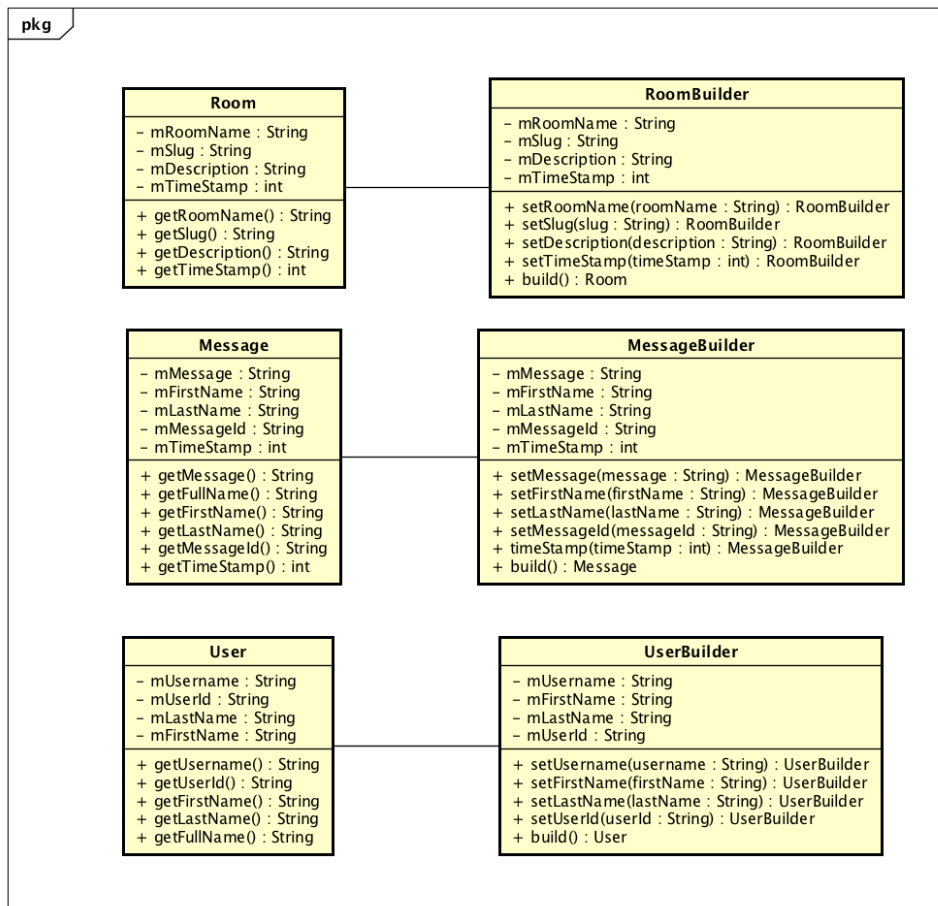 pkg
Room
– mRoomName : String
– mSlug : String
– mDescription : String
– mTimeStamp : int
+ getRoomName() : String
+ getSlug() : String
+ getDescription() : String
+ getTimeStamp() : int
RoomBuilder
– mRoomName : String
– mSlug : String
– mDescription : String
– mTimeStamp : int
+ setRoomName(roomName : String) : RoomBuilder
+ setSlug(slug : String) : RoomBuilder
+ setDescription(description : String) : RoomBuilder
+ setTimeStamp(timeStamp : int) : RoomBuilder
+ build() : Room
Message
– mMessage : String
– mFirstName : String
– mLastName : String
– mMessageId : String
– mTimeStamp : int
+ getMessage() : String
+ getFullName() : String
+ getFirstName() : String
+ getLastName() : String
+ getMessageId() : String
+ getTimeStamp() : int
MessageBuilder
– mMessage : String
– mFirstName : String
– mLastName : String
– mMessageId : String
– mTimeStamp : int
+ setMessage(message : String) : MessageBuilder
+ setFirstName(firstName : String) : MessageBuilder
+ setLastName(lastName : String) : MessageBuilder
+ setMessageId(messageId : String) : MessageBuilder
+ timeStamp(timeStamp : int) : MessageBuilder
+ build() : Message
User
– mUsername : String
– mUserId : String
– mLastName : String
– mFirstName : String
+ getUsername() : String
+ getUserId() : String
+ getFirstName() : String
+ getLastName() : String
+ getFullName() : String
UserBuilder
– mUsername : String
– mFirstName : String
– mLastName : String
– mUserId : String
+ setUsername(username : String) : UserBuilder
+ setFirstName(firstName : String) : UserBuilder
+ setLastName(lastName : String) : UserBuilder
+ setUserId(userId : String) : UserBuilder
+ build() : User